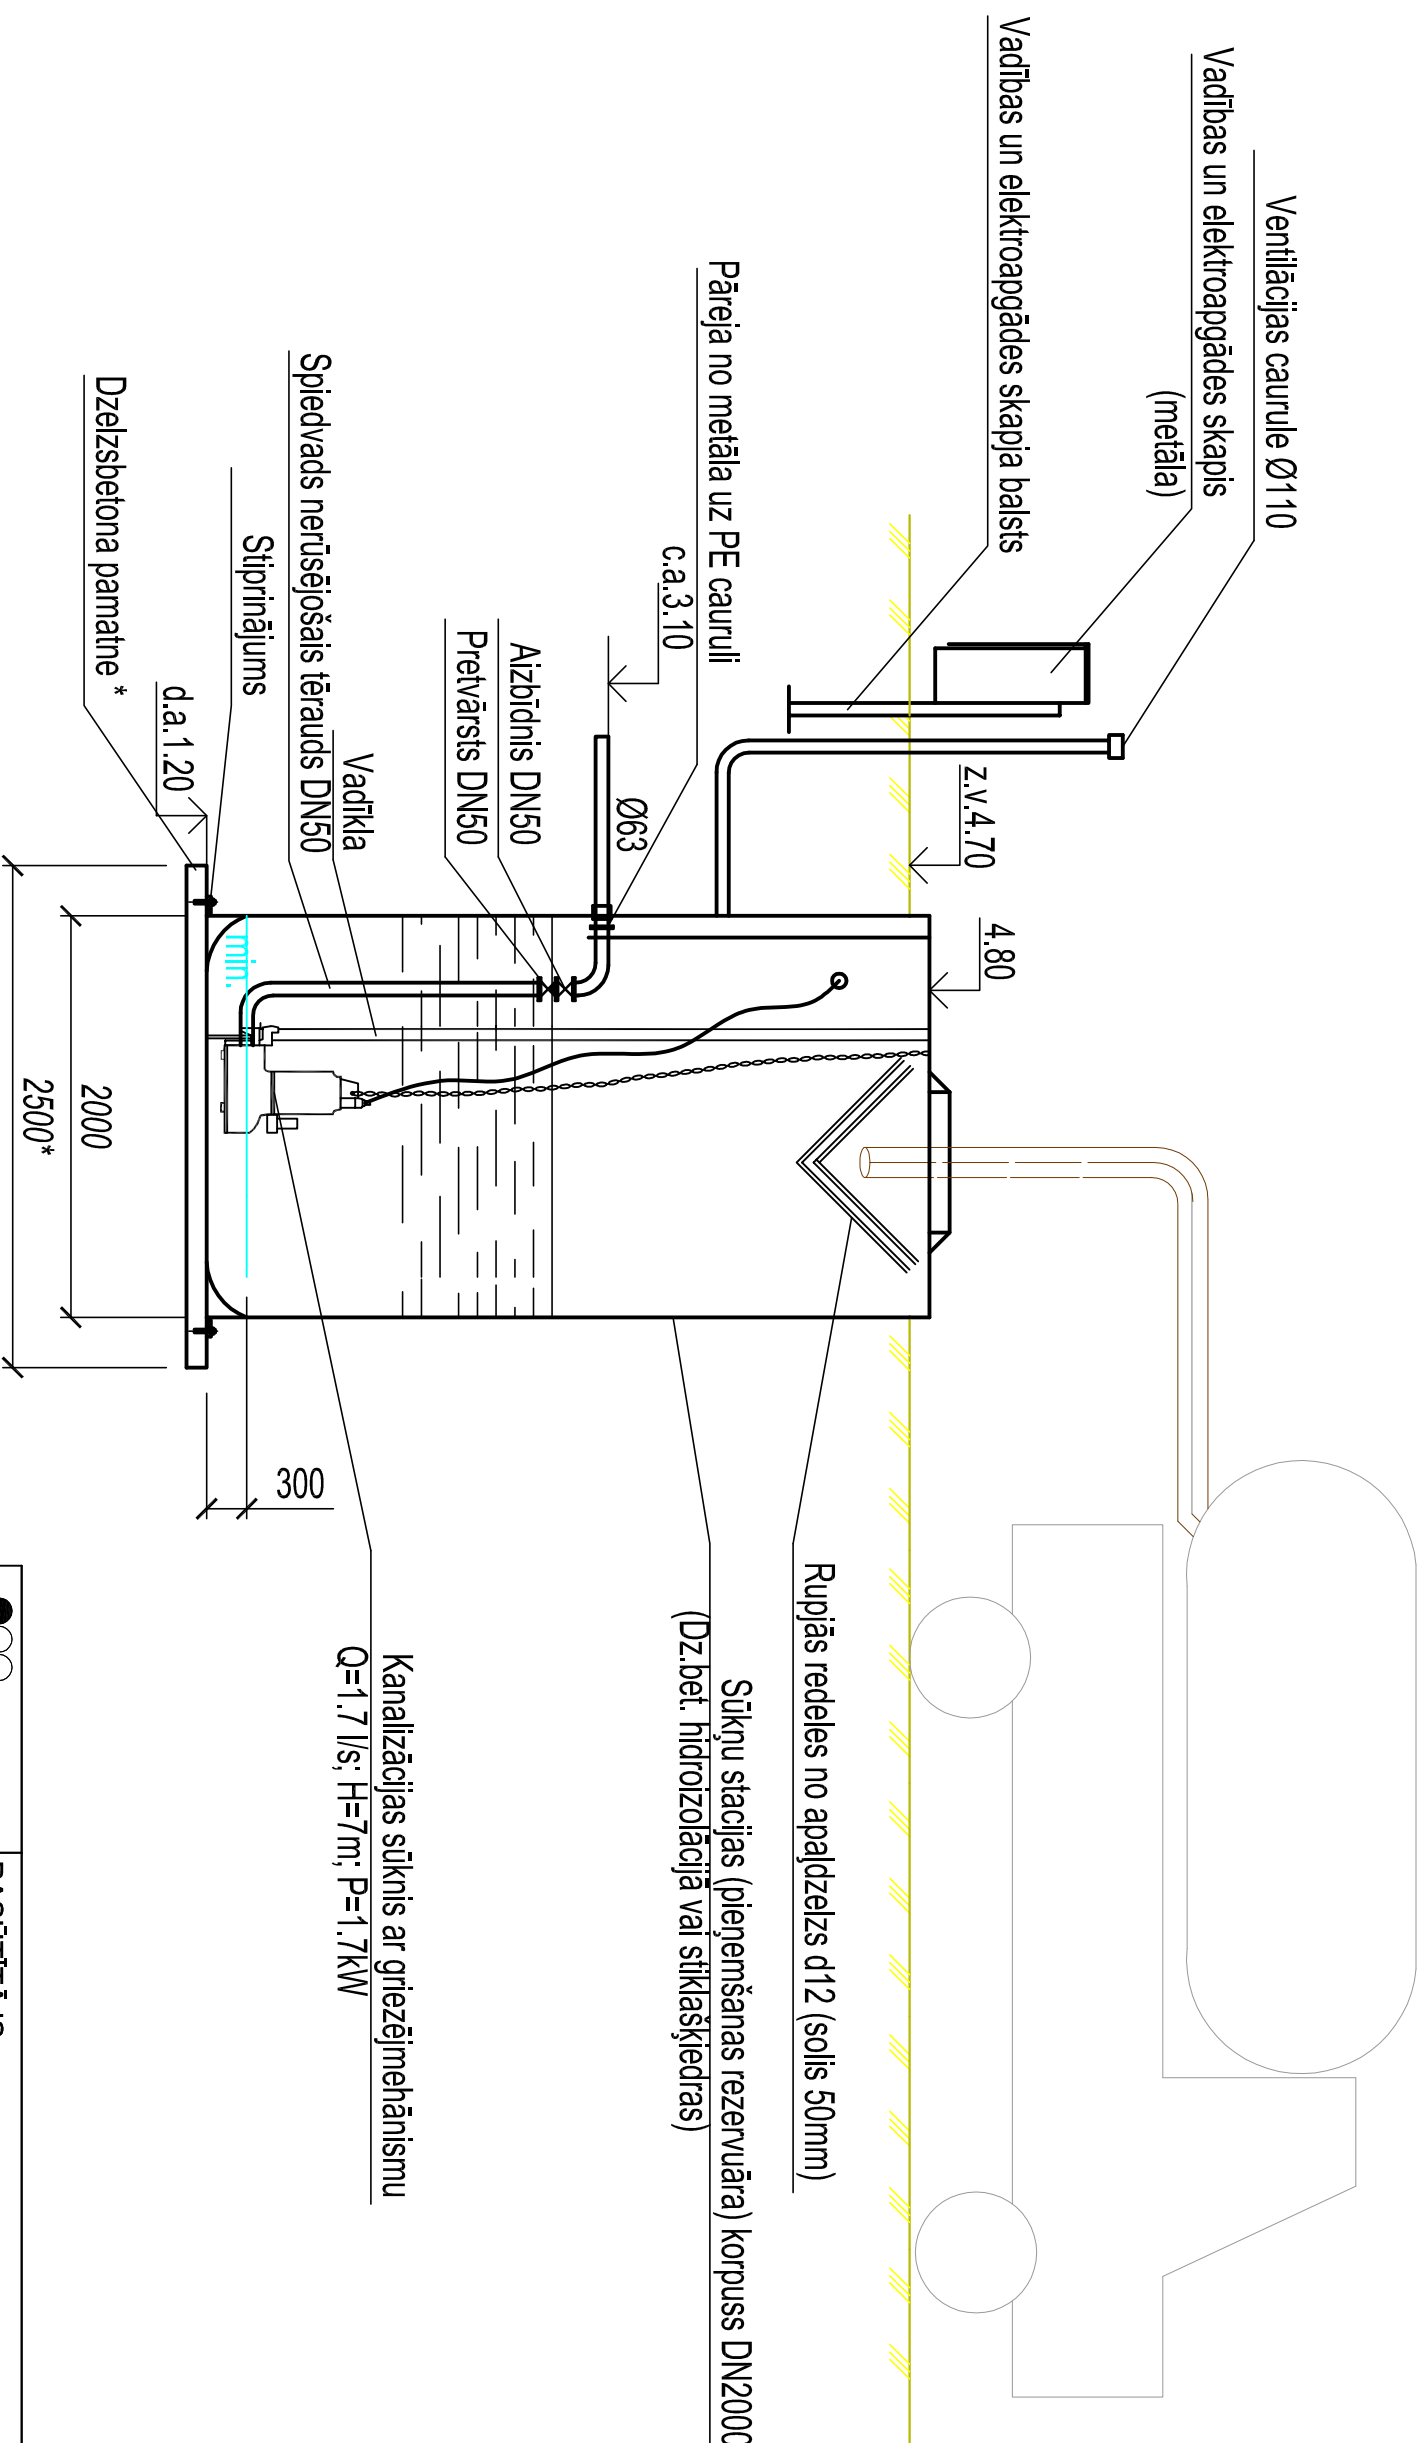 Ventilācijas caurule Ø110
Vadības un elektroapgādes skapis
(metāla)
Vadības un elektroapgādes skapja balsts
z.v.4.70
4.80
Pāreja no metāla uz PE cauruli
c.a.3.10
Ø63
Aizbīdnis DN50
Pretvārsts DN50
Vadīkla
Spiedvads nerūsējošais tērauds DN50
Stiprinājums
d.a.1.20
Dzelzsbetona pamatne *
min.
2000
2500*
300
Rupjās redeles no apaļdzelzs d12 (solis 50mm)
Sūkņu stacijas (pieņemšanas rezervuāra) korpuss DN2000
(Dz.bet. hidroizolācijā vai stiklašķiedras)
Kanalizācijas sūknis ar griezējmehānismu
Q=1.7 l/s; H=7m; P=1.7kW